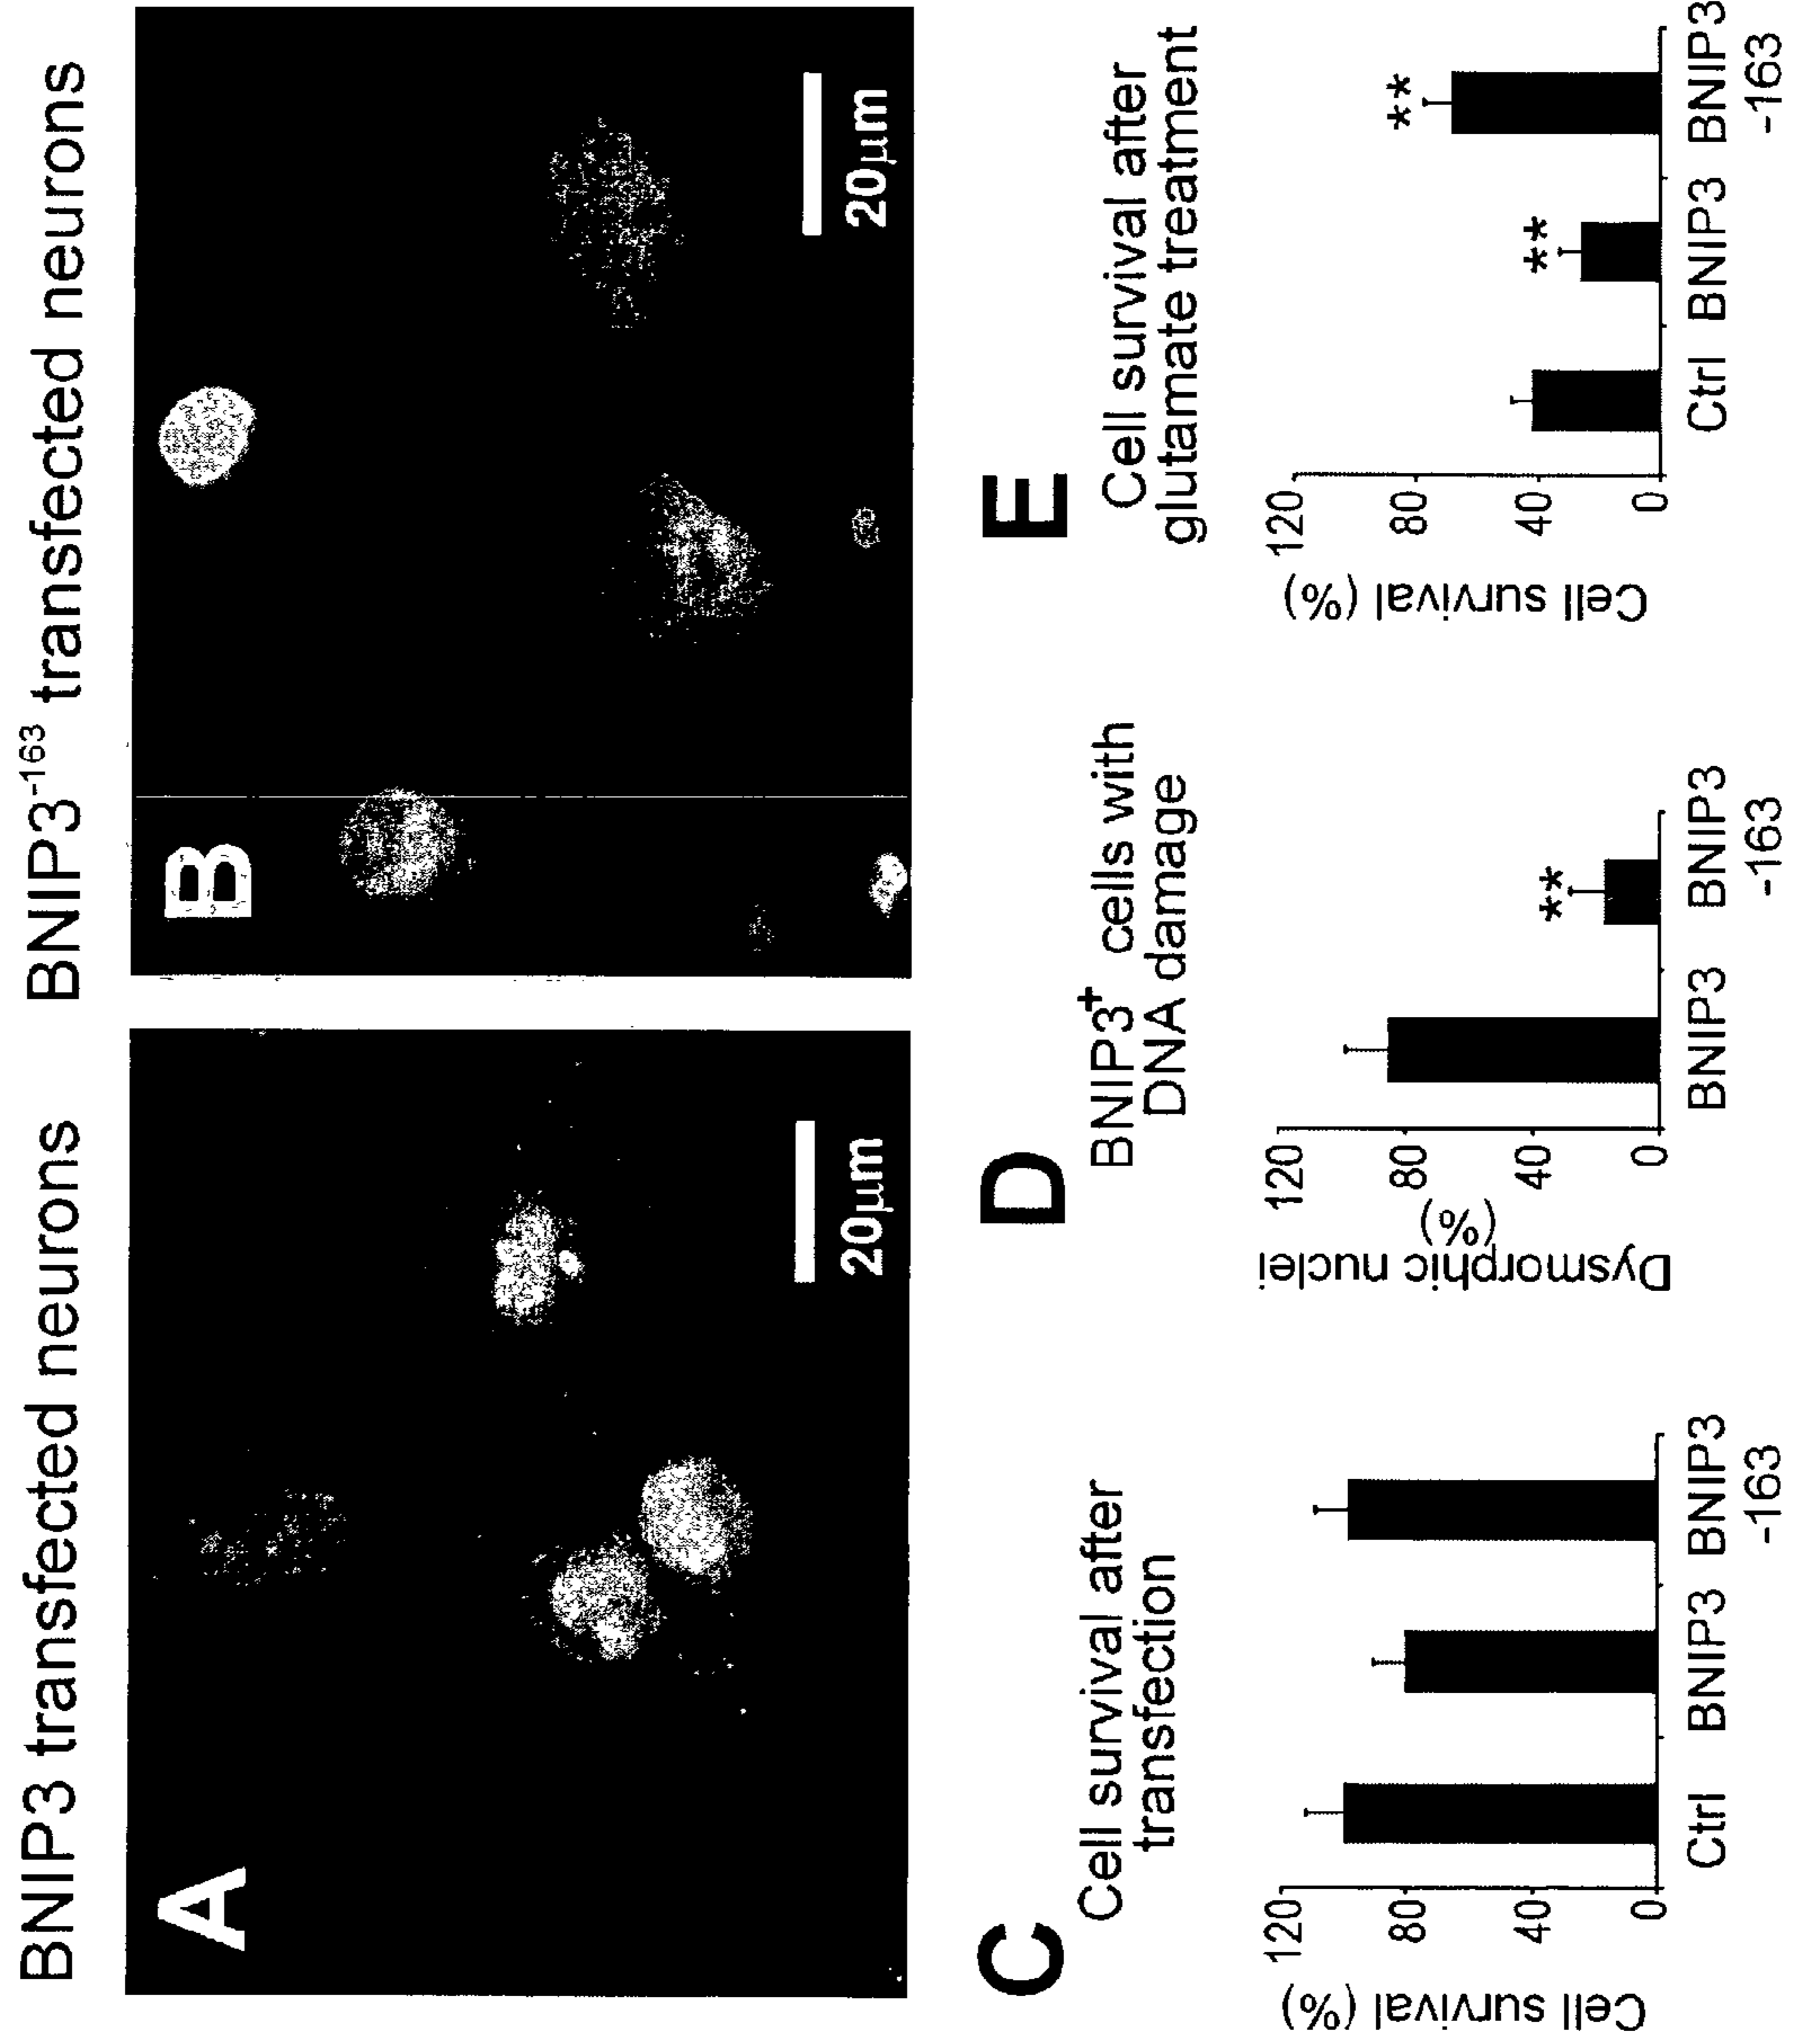 BNIP3 transfected neurons
BNIP3-163 transfected neurons
A
20μm
B
20μm
C
Cell survival after
transfection
Cell survival (%)
120
80
40
0
Ctrl BNIP3 BNIP3
-163
D
BNIP3+ cells with
DNA damage
Dysmorphic nuclei
(%)
120
80
40
0
**
BNIP3 BNIP3
-163
E
Cell survival after
glutamate treatment
Cell survival (%)
120
80
40
0
**
**
Ctrl BNIP3 BNIP3
-163